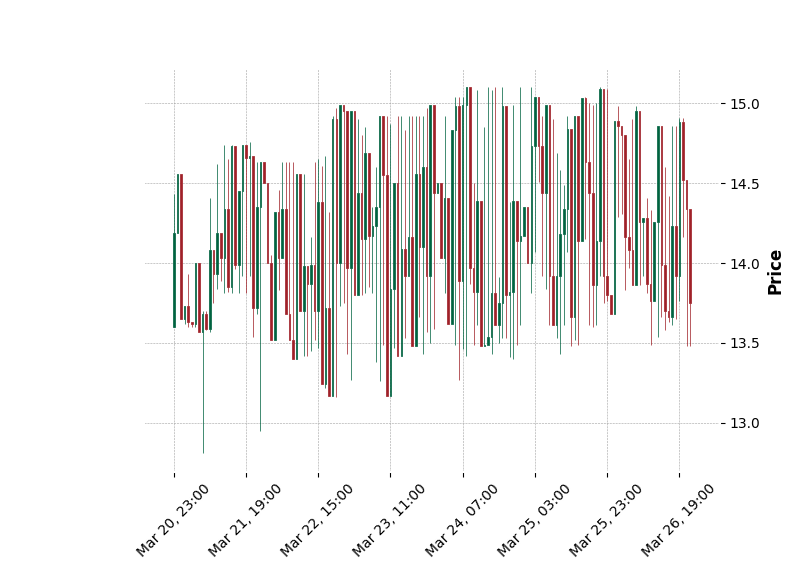 15.0
14.5
14.0
13.5
13.0
Price
Mar 20, 23:00
Mar 21, 19:00
Mar 22, 15:00
Mar 23, 11:00
Mar 24, 07:00
Mar 25, 03:00
Mar 25, 23:00
Mar 26, 19:00